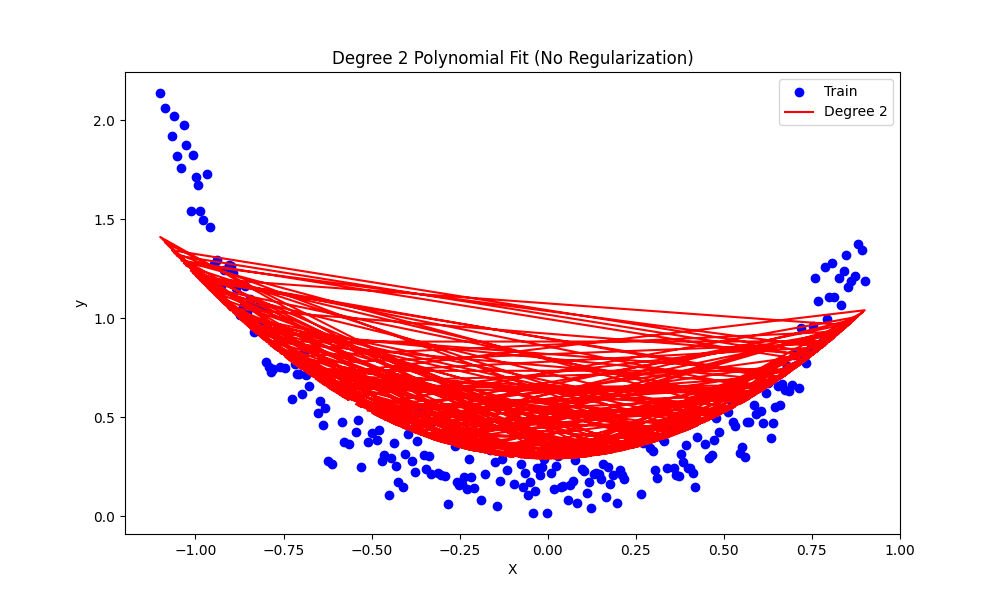 Degree 2 Polynomial Fit (No Regularization)
Train
Degree 2
2.0
1.5
1.0
0.5
0.0
y
−1.00 −0.75 −0.50 −0.25 0.00 0.25 0.50 0.75 1.00
X